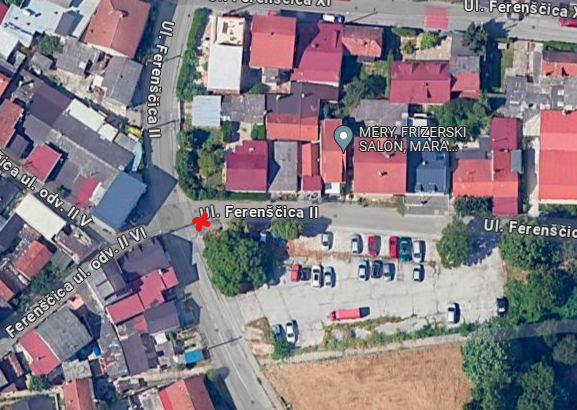 Ul. Ferenščica XI
Ul. Ferenščica X
Ul. Ferenščica II
MERY, FRIZERSKI
SALON, MARA...
ščica ul. odv. II V
Ul. Ferenščica II
Ul. Ferenš
Ferenščica ul. odv. II VI